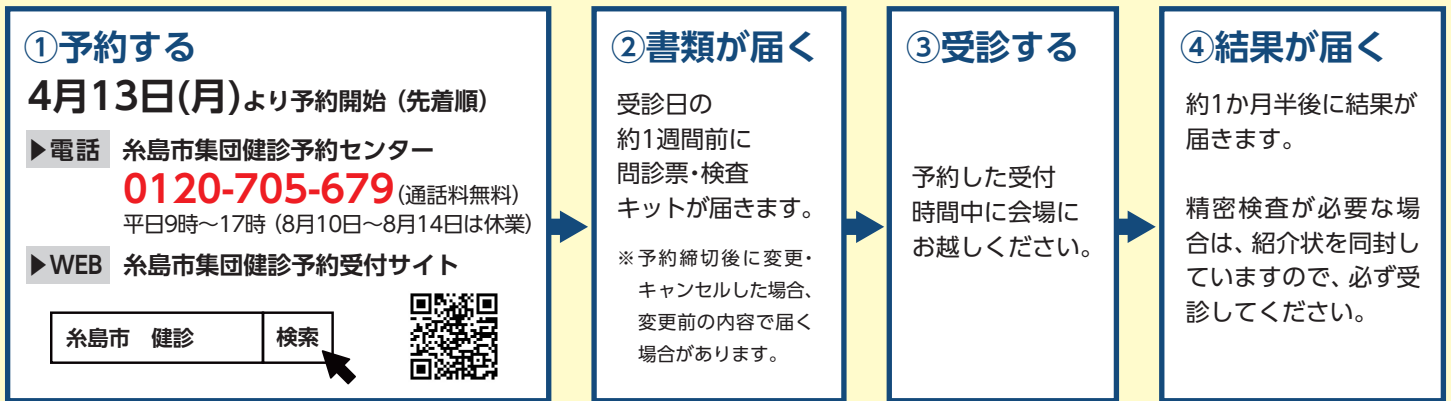 ①予約する
4月13日(月)より予約開始（先着順）
▶電話 糸島市集団健診予約センター
0120-705-679(通話料無料)
平日9時～17時（8月10日～8月14日は休業）
▶WEB 糸島市集団健診予約受付サイト
糸島市 健診 検索
②書類が届く
受診日の
約1週間前に
問診票・検査
キットが届きます。
※予約締切後に変更・
キャンセルした場合、
変更前の内容で届く
場合があります。
③受診する
予約した受付
時間中に会場に
お越しください。
④結果が届く
約1か月半後に結果が
届きます。
精密検査が必要な場
合は、紹介状を同封し
ていますので、必ず受
診してください。